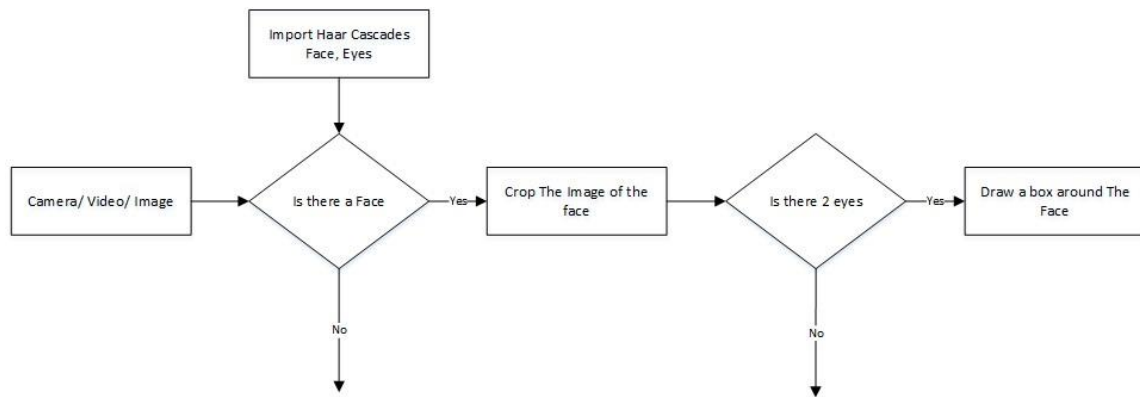 Import Haar Cascades
Face, Eyes
Camera/ Video/ Image
Is there a Face
Yes
Crop The Image of the
face
Is there 2 eyes
Yes
Draw a box around The
Face
No
No